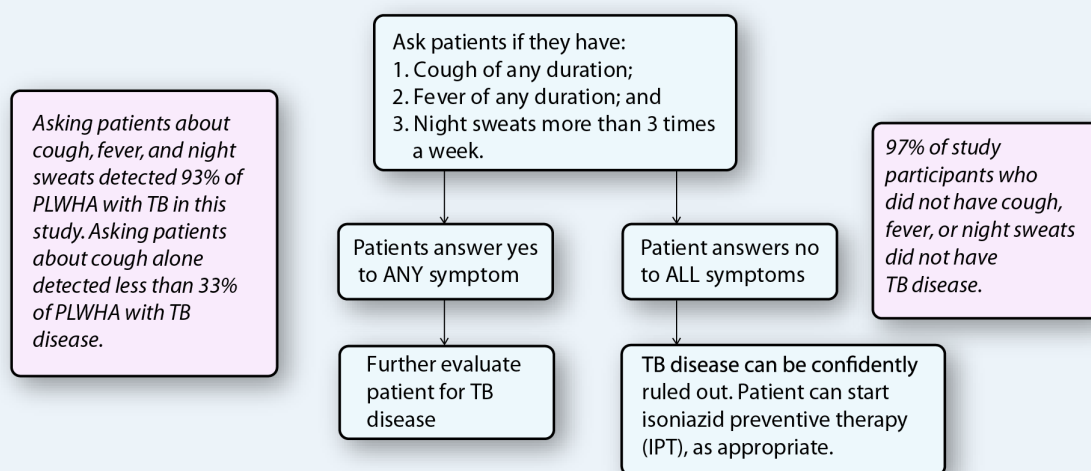 Ask patients if they have:
1. Cough of any duration;
2. Fever of any duration; and
3. Night sweats more than 3 times
a week.
Asking patients about
cough, fever, and night
sweats detected 93% of
PLWHA with TB in this
study. Asking patients
about cough alone
detected less than 33%
of PLWHA with TB
disease.
97% of study
participants who
did not have cough,
fever, or night sweats
did not have
TB disease.
Patients answer yes
to ANY symptom
Patient answers no
to ALL symptoms
Further evaluate
patient for TB
disease
TB disease can be confidently
ruled out. Patient can start
isoniazid preventive therapy
(IPT), as appropriate.